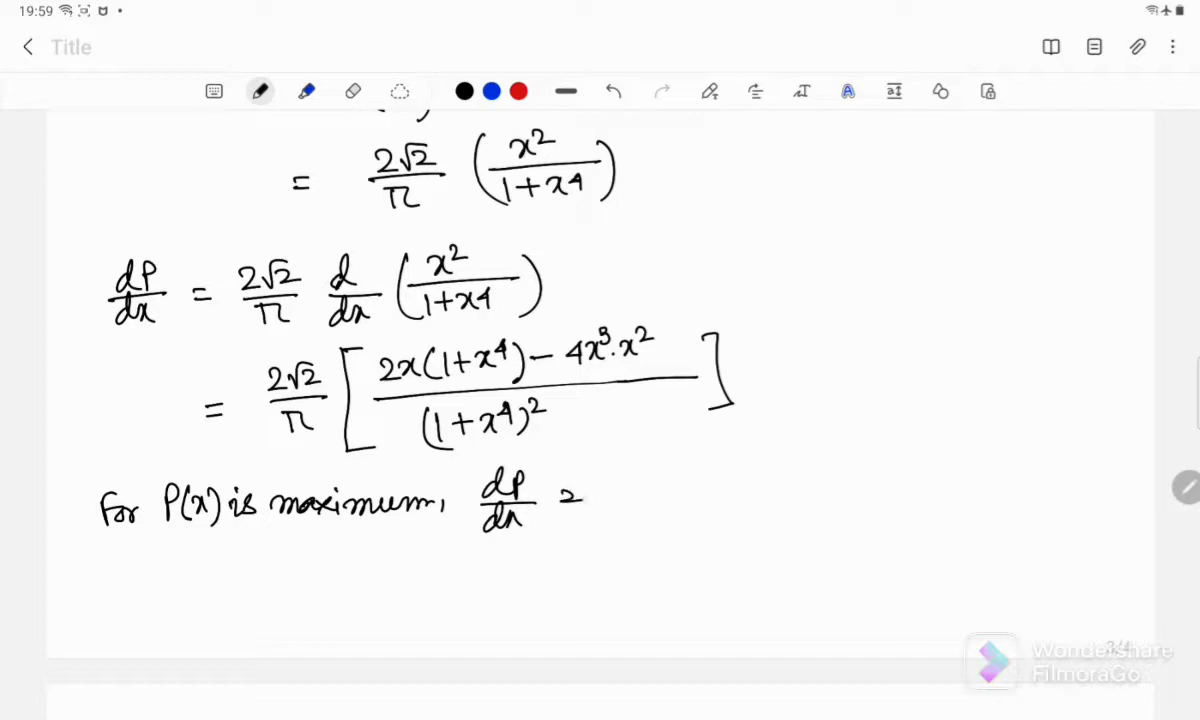 19:59
Title
= 2√2/π (x²/(1+x⁴))
dP/dx = 2√2/π d/dx (x²/(1+x⁴))
= 2√2/π [(2x(1+x⁴) − 4x³·x²)/(1+x⁴)²]
For P(x) is maximum, dP/dx =
Wondershare
FilmoraGo